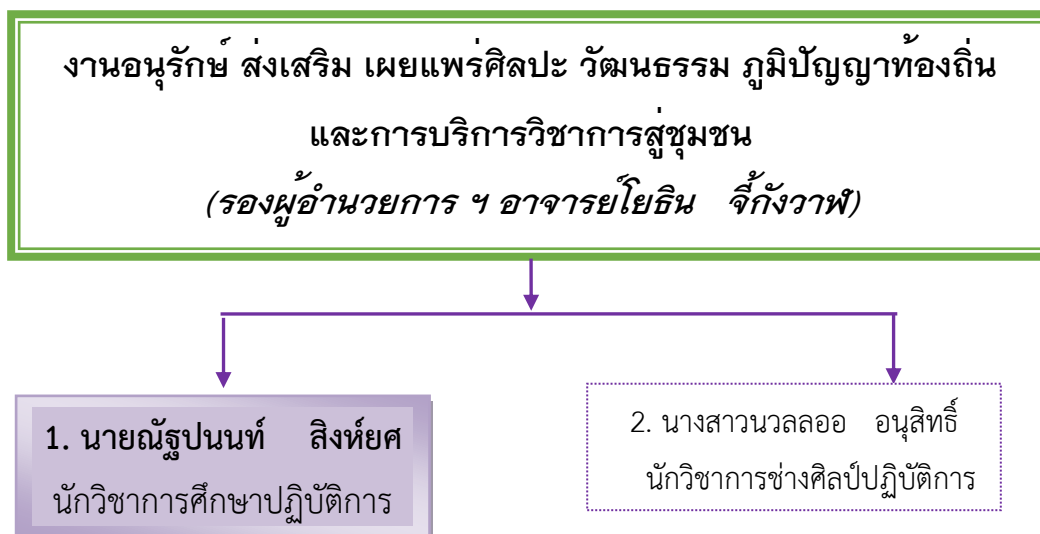 งานอนุรักษ์ ส่งเสริม เผยแพร่ศิลปะ วัฒนธรรม ภูมิปัญญาท้องถิ่น
และการบริการวิชาการสู่ชุมชน
(รองผู้อำนวยการ ฯ อาจารย์โยธิน จี้กังวาฬ)
1. นายณัฐปนนท์ สิงห์ยศ
นักวิชาการศึกษาปฏิบัติการ
2. นางสาวนวลลออ อนุสิทธิ์
นักวิชาการช่างศิลป์ปฏิบัติการ